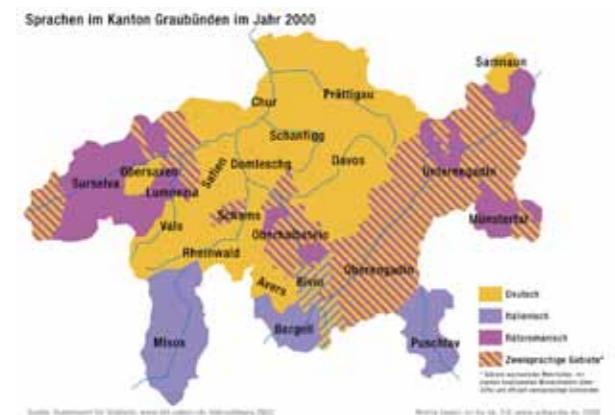 Sprachen im Kanton Graubünden im Jahr 2000
Samnaun
Chur
Prättigau
Schanfigg
Obersaxen
Safien
Domleschg
Davos
Unterengadin
Surselva
Lumnezia
Schams
Münstertal
Vals
Oberhalbstein
Rheinwald
Oberengadin
Avers
Bivio
Misox
Bergell
Puschlav
Deutsch
Italienisch
Rätoromanisch
Zweisprachige Gebiete*